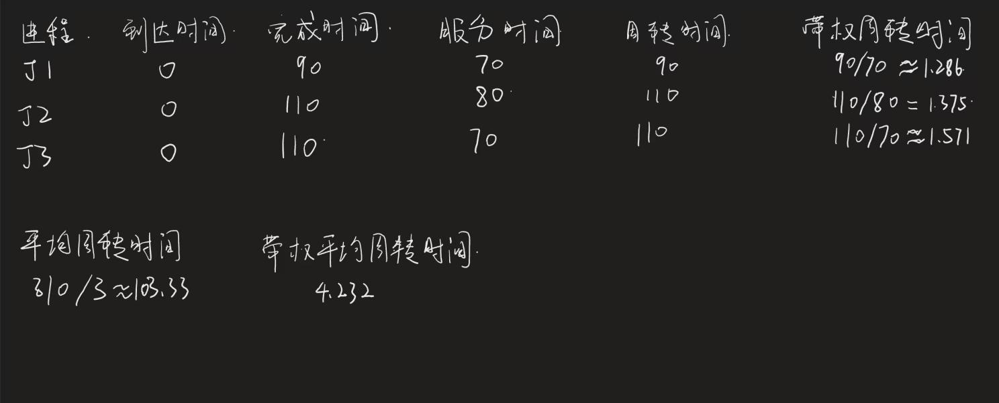 进程. 到达时间. 完成时间. 服务时间 周转时间. 带权周转时间
J1 0 90 70 90 90/70≈1.286.
J2 0 110 80. 110 110/80=1.375.
J3 0 110. 70 110 110/70≈1.571
平均周转时间 带权平均周转时间.
310/3≈103.33 4.232